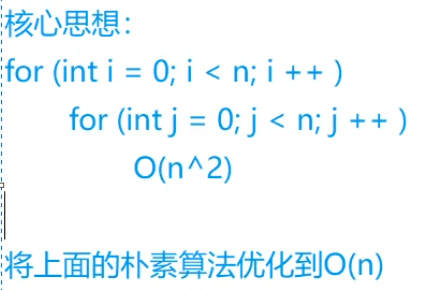 核心思想：
for (int i = 0; i < n; i ++ )
for (int j = 0; j < n; j ++ )
O(n^2)
将上面的朴素算法优化到O(n)